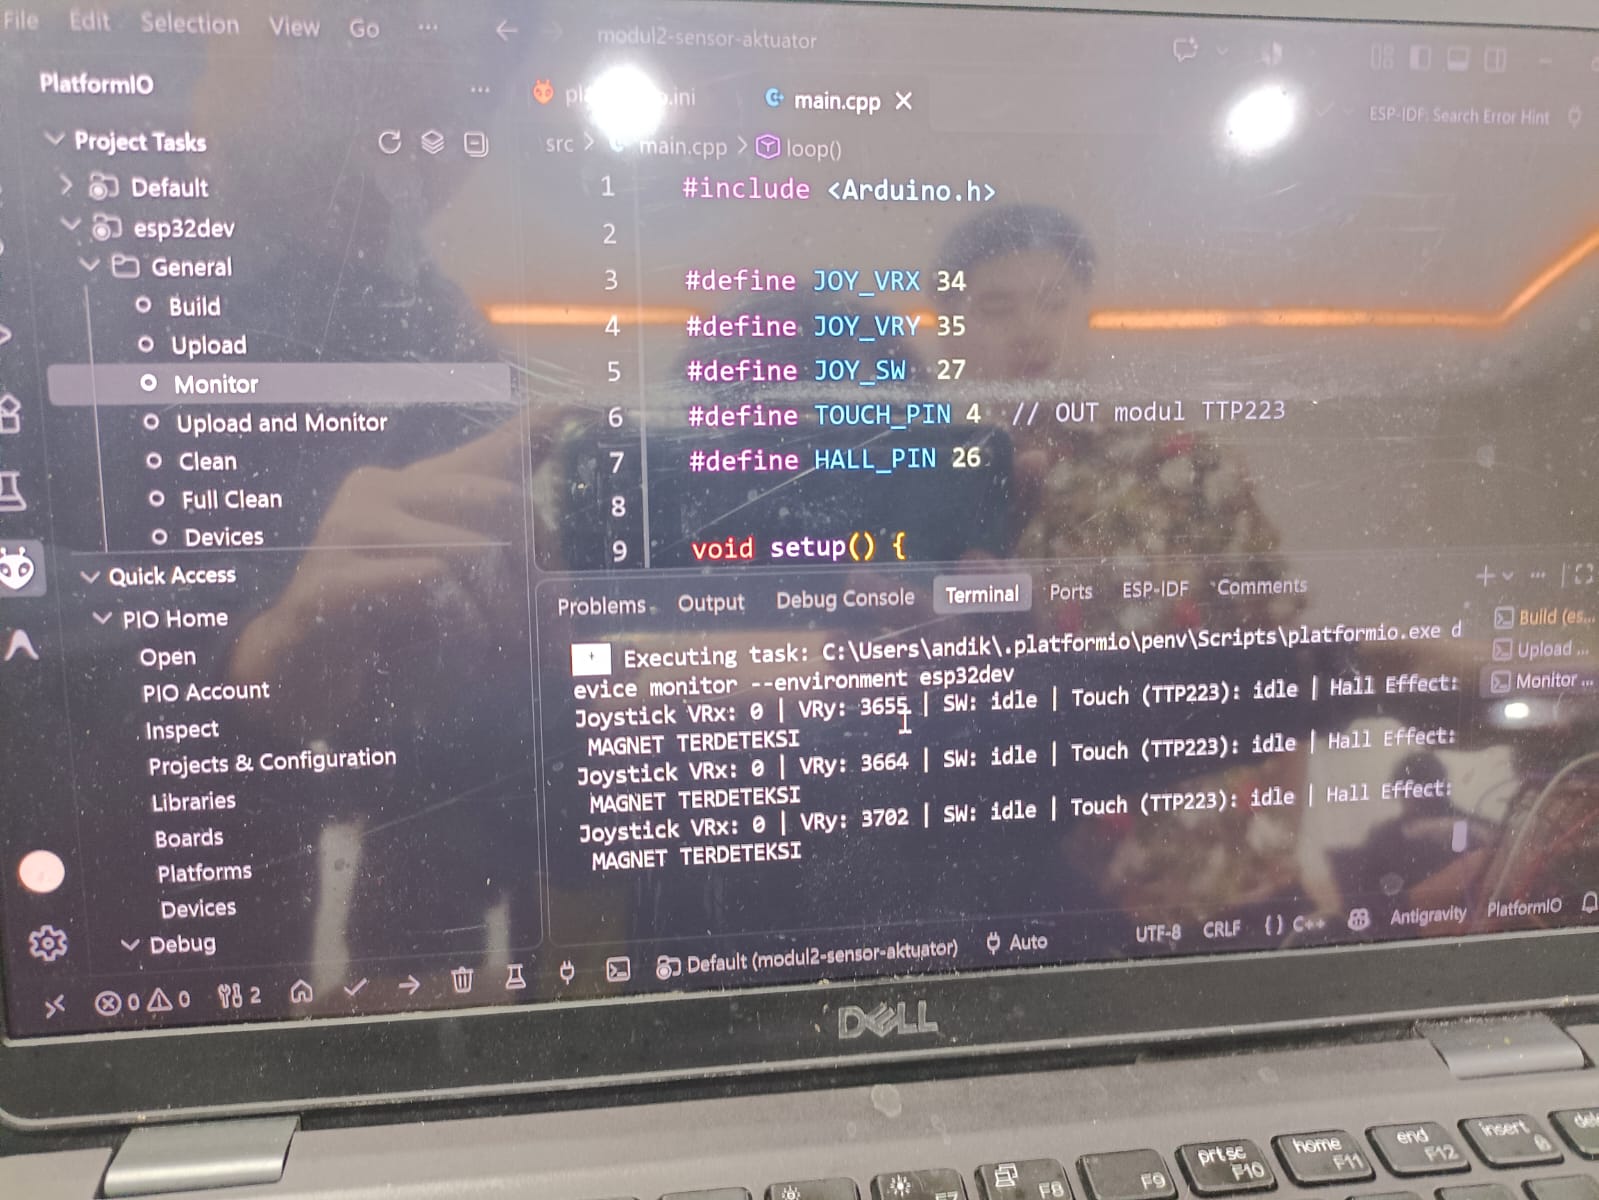 File Edit Selection View Go ...
modul2-sensor-aktuator
PlatformIO
main.cpp
ESP-IDF: Search Error Hint
Project Tasks
src > main.cpp > loop()
Default
esp32dev
General
Build
Upload
Monitor
Upload and Monitor
Clean
Full Clean
Devices
1 #include <Arduino.h>
2
3 #define JOY_VRX 34
4 #define JOY_VRY 35
5 #define JOY_SW 27
6 #define TOUCH_PIN 4 // OUT modul TTP223
7 #define HALL_PIN 26
8
9 void setup() {
Quick Access
PIO Home
Open
PIO Account
Inspect
Projects & Configuration
Libraries
Boards
Platforms
Devices
Debug
Problems Output Debug Console Terminal Ports ESP-IDF Comments
Executing task: C:\Users\andik\.platformio\penv\Scripts\platformio.exe d
evice monitor --environment esp32dev
Joystick VRx: 0 | VRy: 3655 | SW: idle | Touch (TTP223): idle | Hall Effect:
MAGNET TERDETEKSI
Joystick VRx: 0 | VRy: 3664 | SW: idle | Touch (TTP223): idle | Hall Effect:
MAGNET TERDETEKSI
Joystick VRx: 0 | VRy: 3702 | SW: idle | Touch (TTP223): idle | Hall Effect:
MAGNET TERDETEKSI
Build (es...
Upload ...
Monitor ...
0 0 2 Default (modul2-sensor-aktuator) Auto UTF-8 CRLF {} C++ Antigravity PlatformIO
DELL
F8
F9
prt sc F10
home F11
end F12
insert